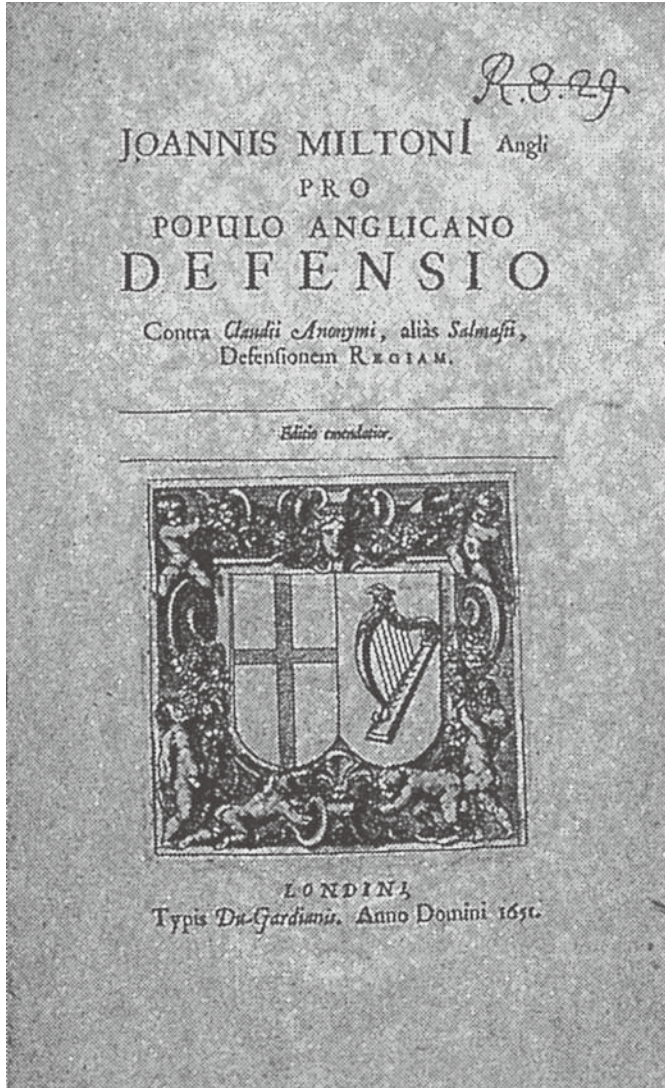 R.8.29
JOANNIS MILTONI Angli
PRO
POPULO ANGLICANO
DEFENSIO
Contra Claudii Anonymi, aliàs Salmasii,
Defensionem REGIAM.
Editio emendatior.
LONDINI,
Typis Du-Gardianis. Anno Domini 1651.